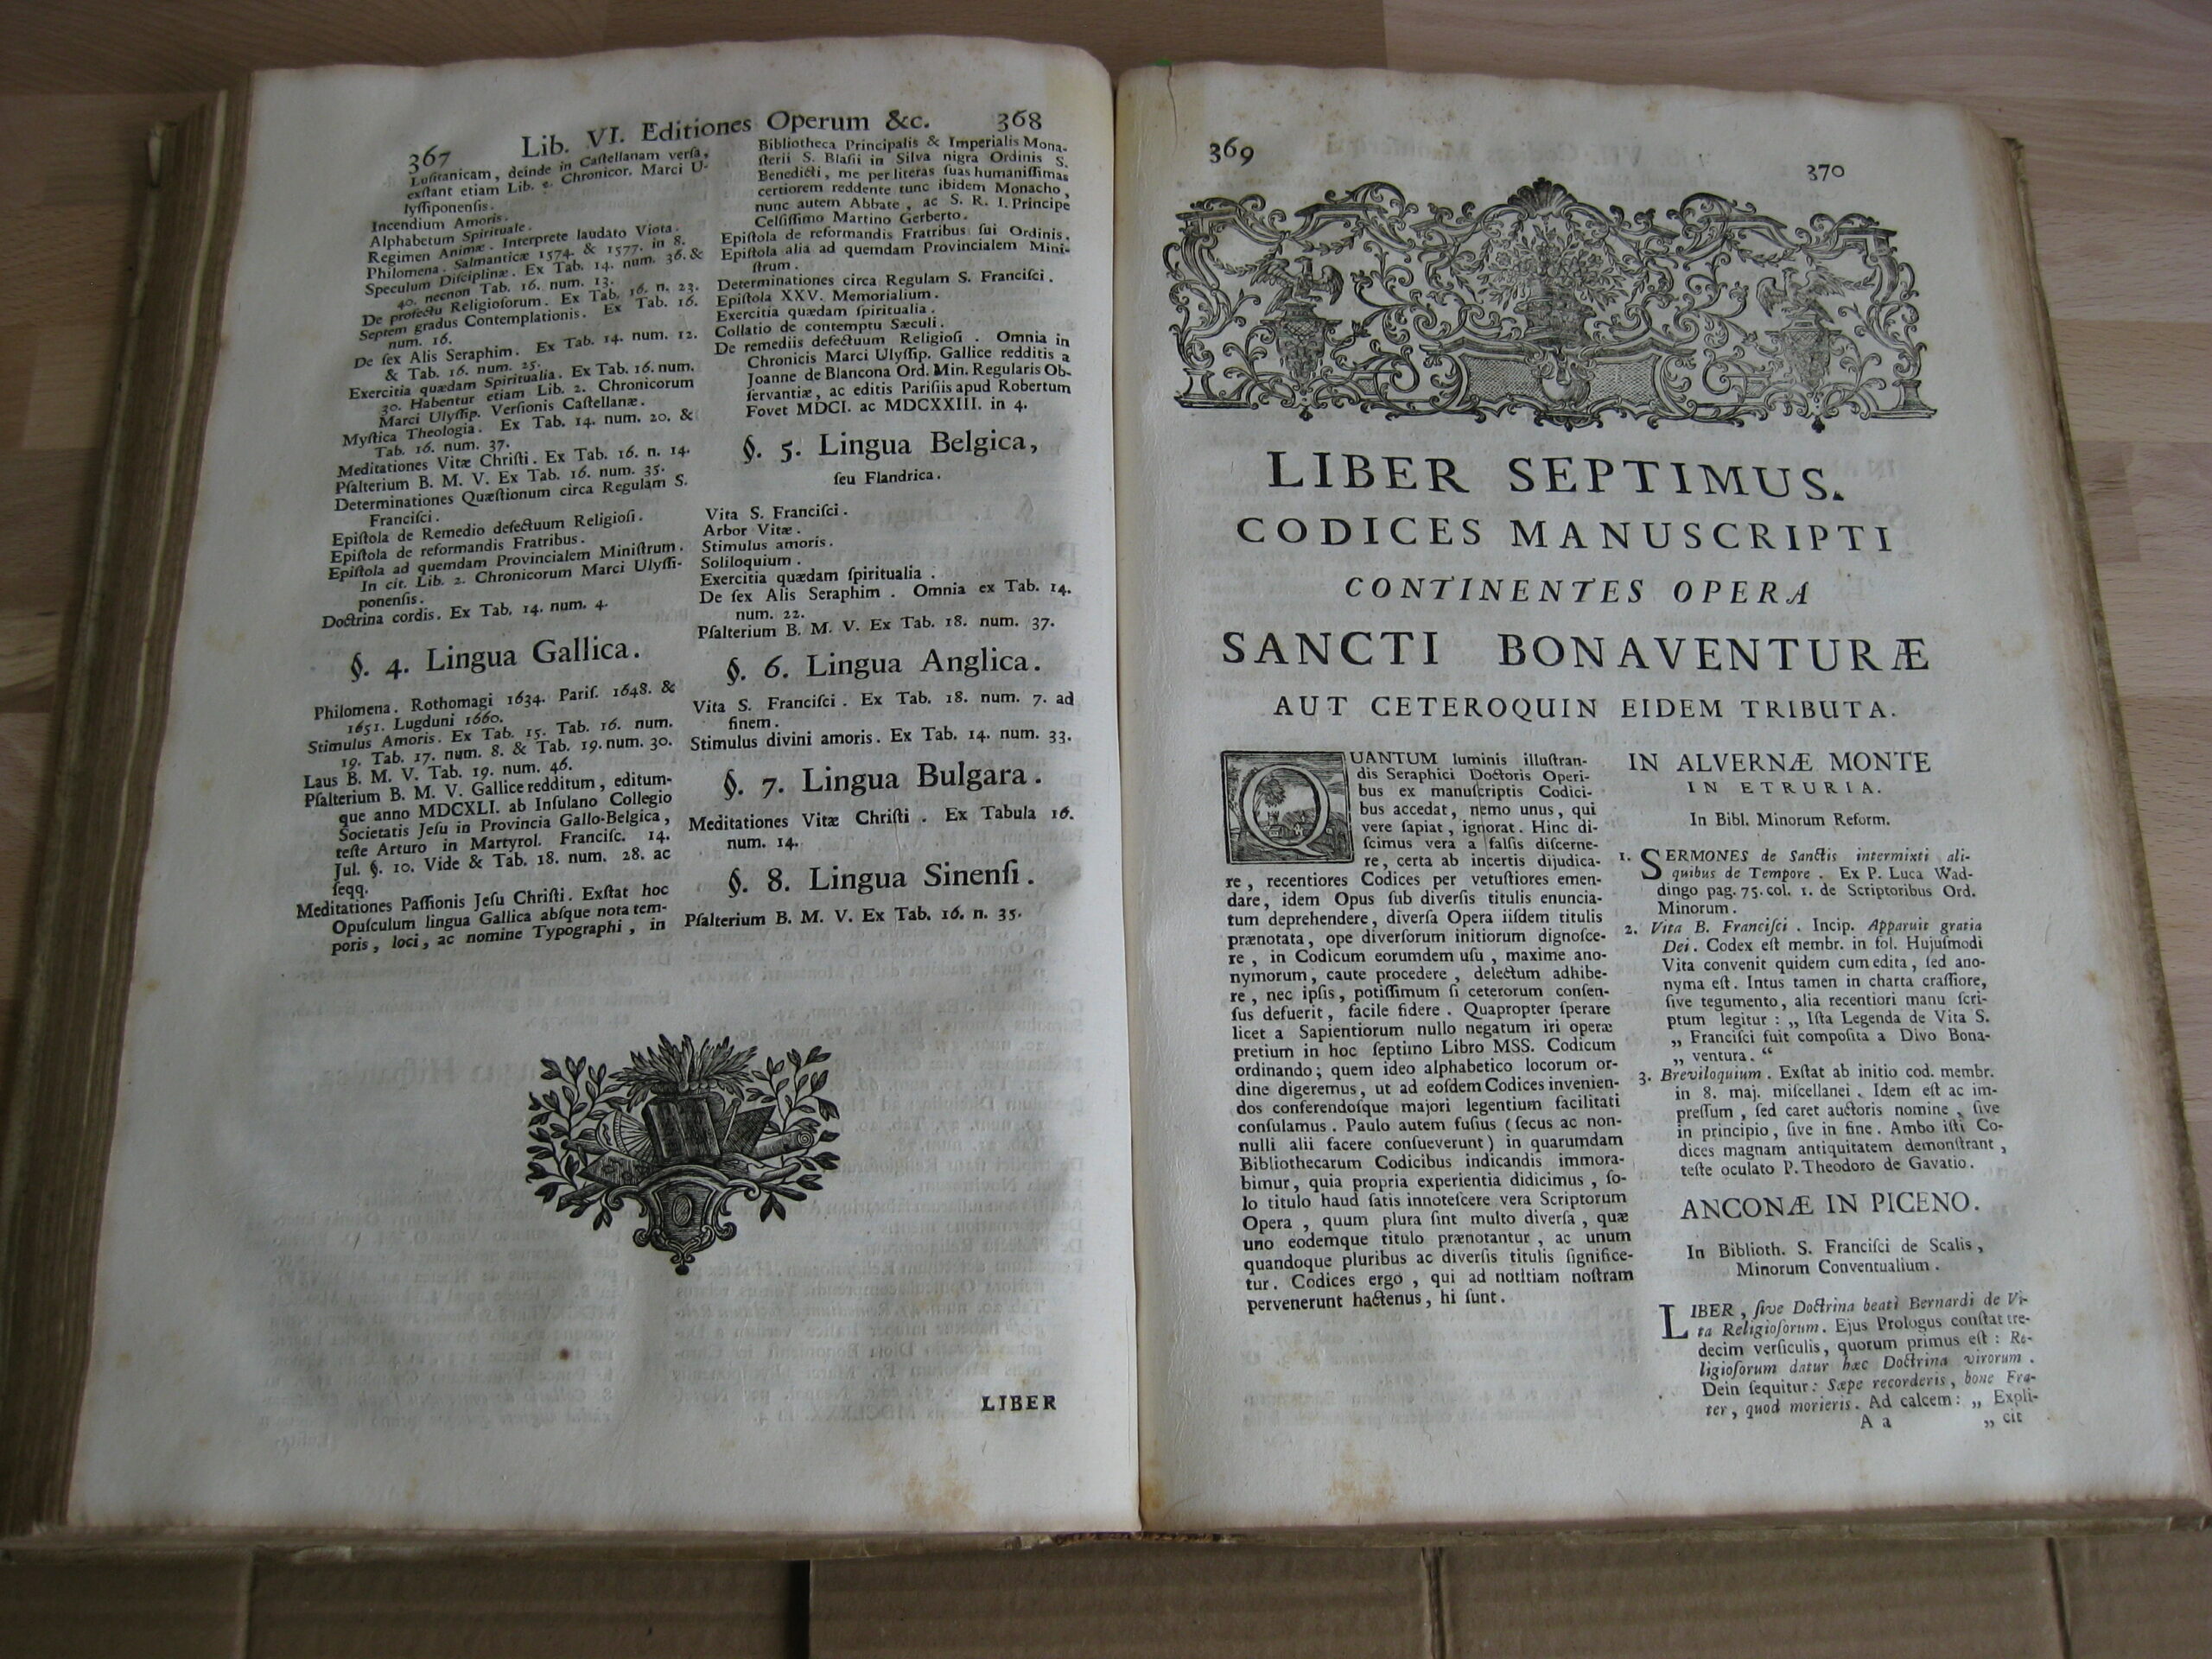 367
Lib. VI. Editiones Operum &c.
368
Lusitanicam, deinde in Castellanam versa,
exstant etiam Lib. 2. Chronicor. Marci U-
lyssiponensis.
Incendium Amoris.
Alphabetum Spirituale.
Regimen Animæ. Interprete laudato Viota.
Philomena. Salmanticæ 1574. & 1577. in 8.
Speculum Disciplinæ. Ex Tab. 14. num. 36. &
40. necnon Tab. 16. num. 13.
De profectu Religiosorum. Ex Tab. 16. n. 23.
Septem gradus Contemplationis. Ex Tab. 16.
num. 16.
De sex Alis Seraphim. Ex Tab. 14. num. 12.
& Tab. 16. num. 25.
Exercitia quædam Spiritualia. Ex Tab. 16. num.
30. Habentur etiam Lib. 2. Chronicorum
Marci Ulyssip. Versionis Castellanæ.
Mystica Theologia. Ex Tab. 14. num. 20. &
Tab. 16. num. 37.
Meditationes Vitæ Christi. Ex Tab. 16. n. 14.
Psalterium B. M. V. Ex Tab. 16. num. 35.
Determinationes Quæstionum circa Regulam S.
Francisci.
Epistola de Remedio defectuum Religiosi.
Epistola de reformandis Fratribus.
Epistola ad quemdam Provincialem Ministrum.
In cit. Lib. 2. Chronicorum Marci Ulyssi-
ponensis.
Doctrina cordis. Ex Tab. 14. num. 4.
§. 4. Lingua Gallica.
Philomena. Rothomagi 1634. Paris. 1648. &
1651. Lugduni 1660.
Stimulus Amoris. Ex Tab. 15. Tab. 16. num.
19. Tab. 17. num. 8. & Tab. 19. num. 30.
Laus B. M. V. Tab. 19. num. 46.
Psalterium B. M. V. Gallice redditum, editum-
que anno MDCXLI. ab Insulano Collegio
Societatis Jesu in Provincia Gallo-Belgica,
teste Arturo in Martyrol. Francisc. 14.
Jul. §. 10. Vide & Tab. 18. num. 28. ac
seqq.
Meditationes Passionis Jesu Christi. Exstat hoc
Opusculum lingua Gallica absque nota tem-
poris, loci, ac nomine Typographi, in
Bibliotheca Principalis & Imperialis Mona-
sterii S. Blasii in Silva nigra Ordinis S.
Benedicti, me per literas suas humanissimas
certiorem reddente tunc ibidem Monacho,
nunc autem Abbate, ac S. R. I. Principe
Celsissimo Martino Gerberto.
Epistola de reformandis Fratribus sui Ordinis.
Epistola alia ad quemdam Provincialem Mini-
strum.
Determinationes circa Regulam S. Francisci.
Epistola XXV. Memorialium.
Exercitia quædam spiritualia.
Collatio de contemptu Sæculi.
De remediis defectuum Religiosi. Omnia in
Chronicis Marci Ulyssip. Gallice redditis a
Joanne de Blancona Ord. Min. Regularis Ob-
servantiæ, ac editis Parisiis apud Robertum
Fovet MDCI. ac MDCXXIII. in 4.
§. 5. Lingua Belgica,
seu Flandrica.
Vita S. Francisci.
Arbor Vitæ.
Stimulus amoris.
Soliloquium.
Exercitia quædam spiritualia.
De sex Alis Seraphim. Omnia ex Tab. 14.
num. 22.
Psalterium B. M. V. Ex Tab. 18. num. 37.
§. 6. Lingua Anglica.
Vita S. Francisci. Ex Tab. 18. num. 7. ad
finem.
Stimulus divini amoris. Ex Tab. 14. num. 33.
§. 7. Lingua Bulgara.
Meditationes Vitæ Christi. Ex Tabula 16.
num. 14.
§. 8. Lingua Sinensi.
Psalterium B. M. V. Ex Tab. 16. n. 35.
LIBER
369
370
LIBER SEPTIMUS.
CODICES MANUSCRIPTI
CONTINENTES OPERA
SANCTI BONAVENTURÆ
AUT CETEROQUIN EIDEM TRIBUTA.
QUANTUM luminis illustran-
dis Seraphici Doctoris Operi-
bus ex manuscriptis Codici-
bus accedat, nemo unus, qui
vere sapiat, ignorat. Hinc di-
scimus vera a falsis discerne-
re, certa ab incertis dijudica-
re, recentiores Codices per vetustiores emen-
dare, idem Opus sub diversis titulis enuncia-
tum deprehendere, diversa Opera iisdem titulis
prænotata, ope diversorum initiorum dignosce-
re, in Codicum eorumdem usu, maxime ano-
nymorum, caute procedere, delectum adhibe-
re, nec ipsis, potissimum si ceterorum consen-
sus defuerit, facile fidere. Quapropter sperare
licet a Sapientiorum nullo negatum iri operæ
pretium in hoc septimo Libro MSS. Codicum
ordinando; quem ideo alphabetico locorum or-
dine digeremus, ut ad eosdem Codices invenien-
dos conferendosque majori legentium facilitati
consulamus. Paulo autem fusius (secus ac non-
nulli alii facere consueverunt) in quarumdam
Bibliothecarum Codicibus indicandis immora-
bimur, quia propria experientia didicimus, so-
lo titulo haud satis innotescere vera Scriptorum
Opera, quum plura sint multo diversa, quæ
uno eodemque titulo prænotantur, ac unum
quandoque pluribus ac diversis titulis significe-
tur. Codices ergo, qui ad notitiam nostram
pervenerunt hactenus, hi sunt.
IN ALVERNÆ MONTE
IN ETRURIA.
In Bibl. Minorum Reform.
1. SERMONES de Sanctis intermixti ali-
quibus de Tempore. Ex P. Luca Wad-
dingo pag. 75. col. 1. de Scriptoribus Ord.
Minorum.
2. Vita B. Francisci. Incip. Apparuit gratia
Dei. Codex est membr. in fol. Hujusmodi
Vita convenit quidem cum edita, sed ano-
nyma est. Intus tamen in charta crassiore,
sive tegumento, alia recentiori manu scri-
ptum legitur: „ Ista Legenda de Vita S.
„ Francisci fuit composita a Divo Bona-
„ ventura. “
3. Breviloquium. Exstat ab initio cod. membr.
in 8. maj. miscellanei. Idem est ac im-
pressum, sed caret auctoris nomine, sive
in principio, sive in fine. Ambo isti Co-
dices magnam antiquitatem demonstrant,
teste oculato P. Theodoro de Gavatio.
ANCONÆ IN PICENO.
In Biblioth. S. Francisci de Scalis,
Minorum Conventualium.
LIBER, sive Doctrina beati Bernardi de Vi-
ta Religiosorum. Ejus Prologus constat tre-
decim versiculis, quorum primus est: Re-
ligiosorum datur hæc Doctrina virorum.
Dein sequitur: Sæpe recorderis, bone Fra-
ter, quod morieris. Ad calcem: „ Expli-
A a
„ cit